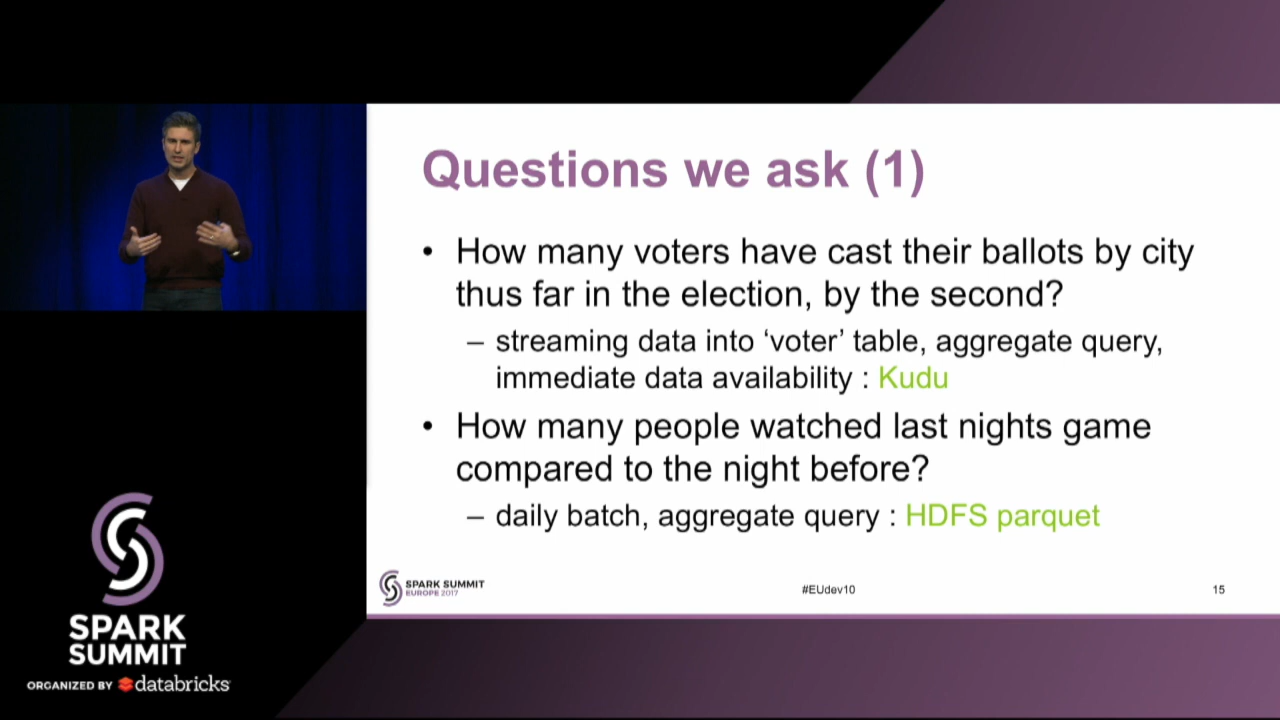 Questions we ask (1)
• How many voters have cast their ballots by city
thus far in the election, by the second?
– streaming data into ‘voter’ table, aggregate query,
immediate data availability : Kudu
• How many people watched last nights game
compared to the night before?
– daily batch, aggregate query : HDFS parquet
SPARK SUMMIT
EUROPE 2017
#EUdev10
15
SPARK
SUMMIT
ORGANIZED BY databricks